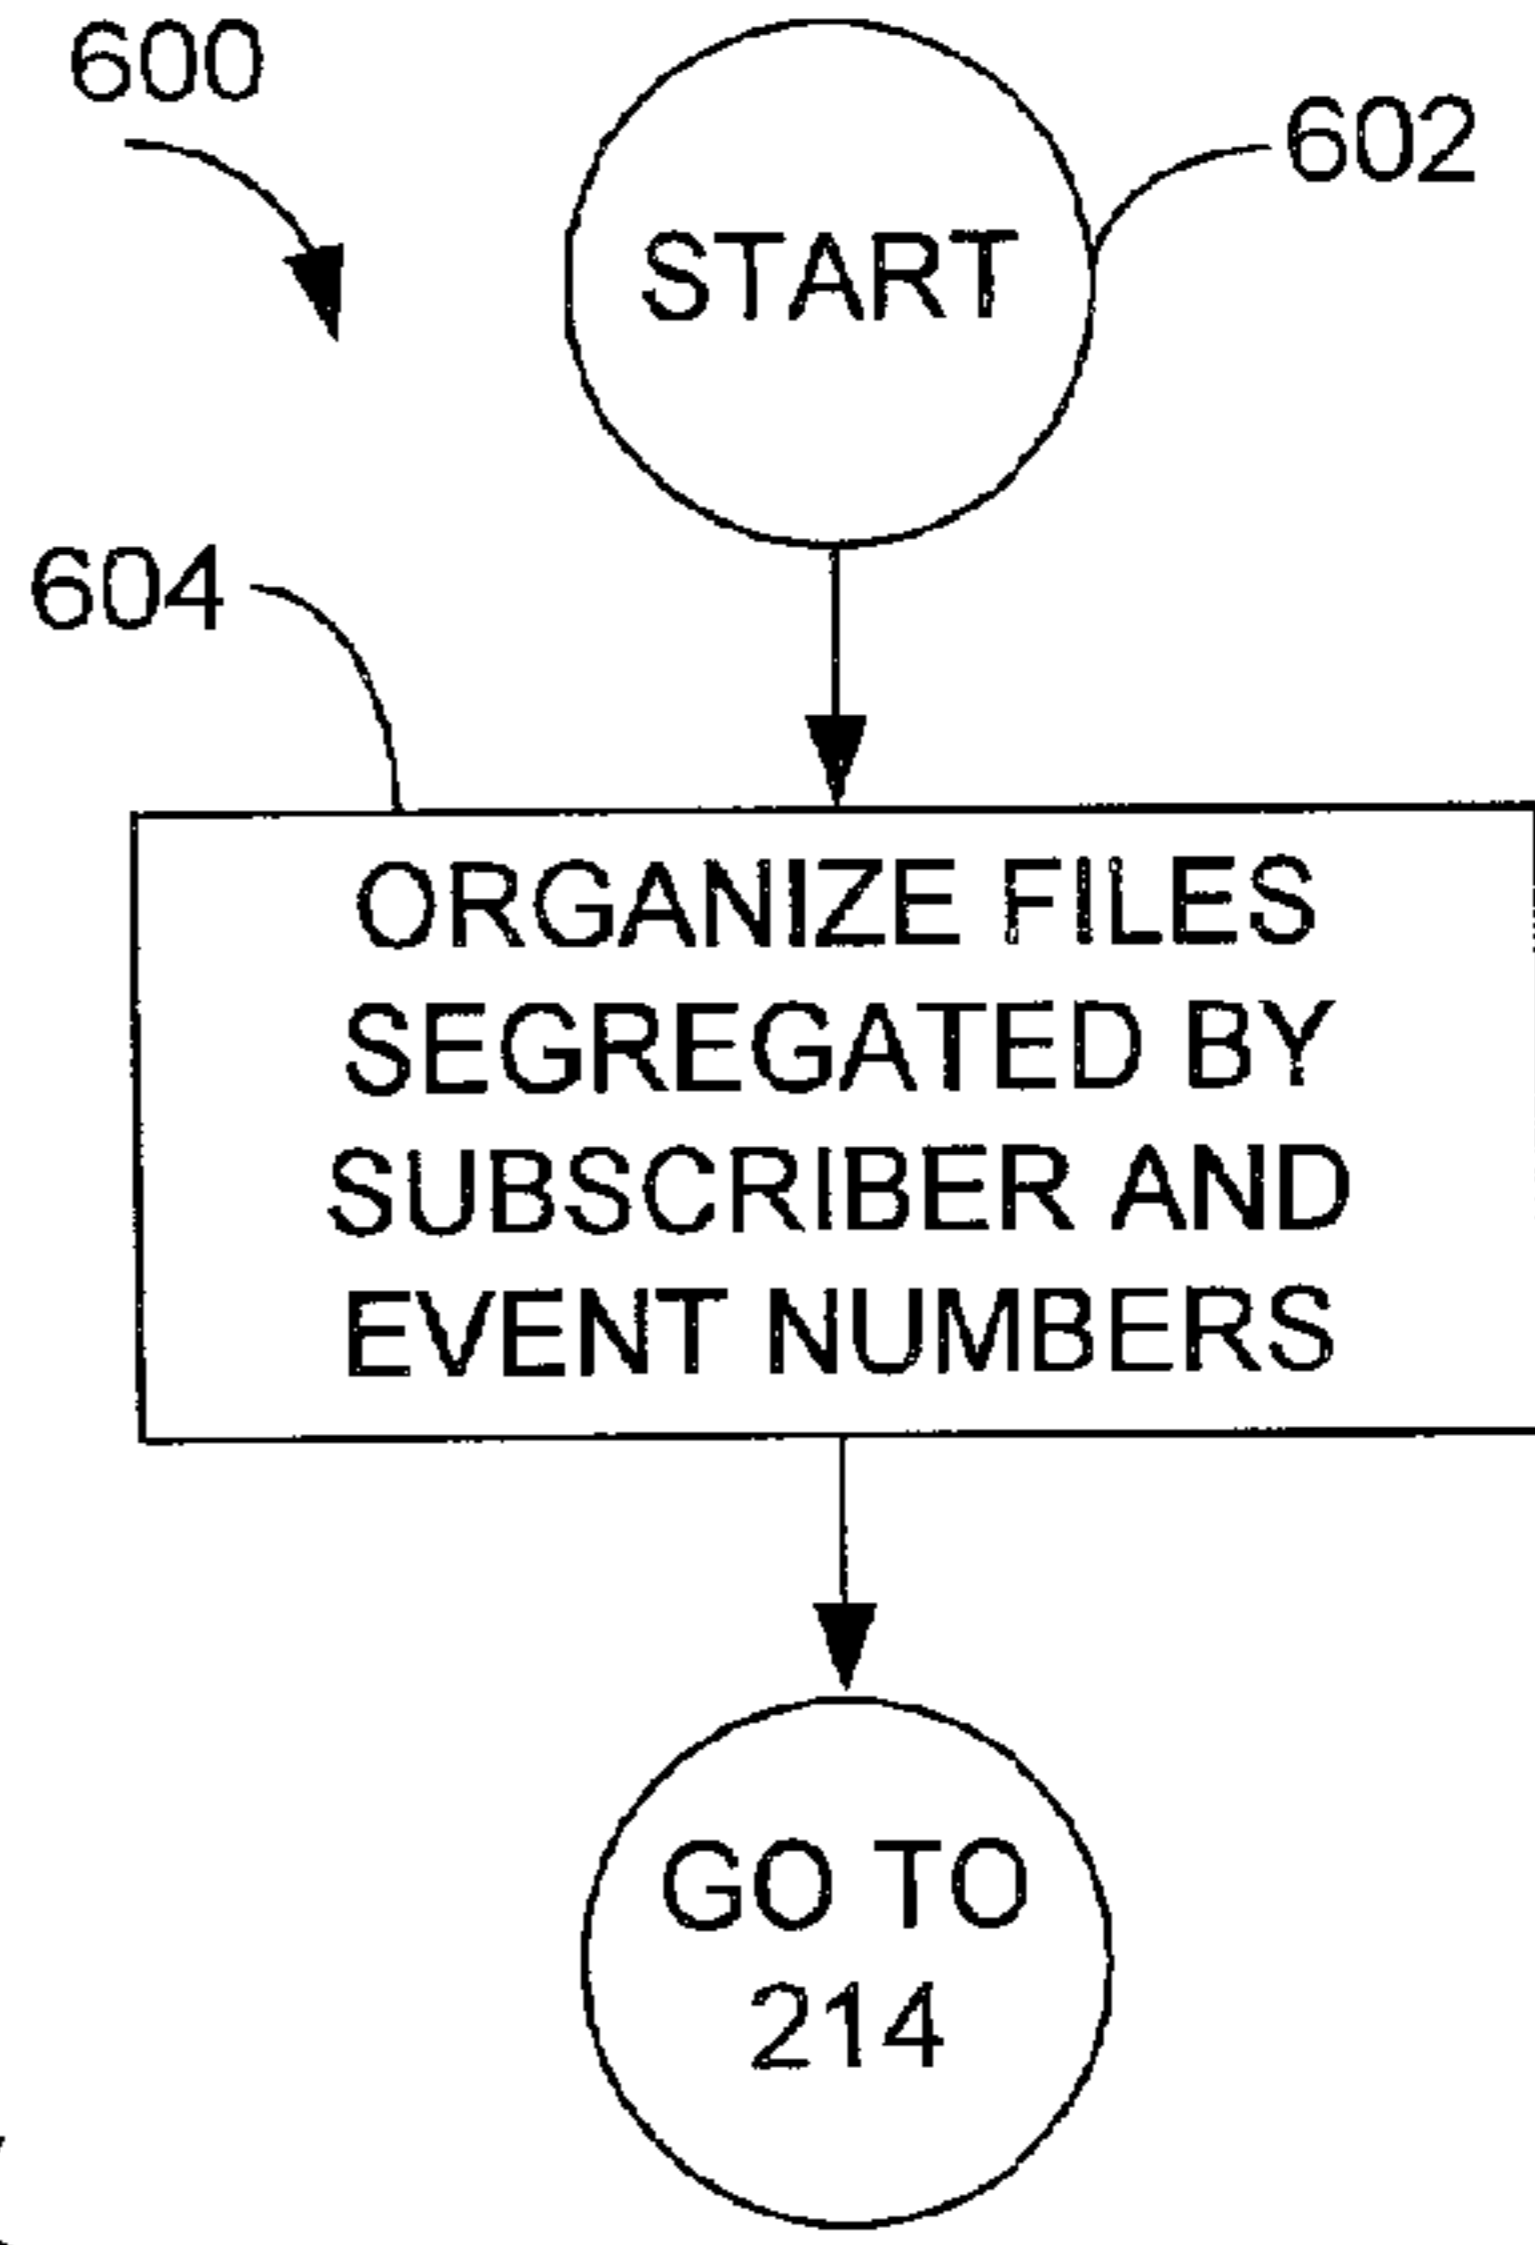 600
START
602
604
ORGANIZE FILES
SEGREGATED BY
SUBSCRIBER AND
EVENT NUMBERS
GO TO
214